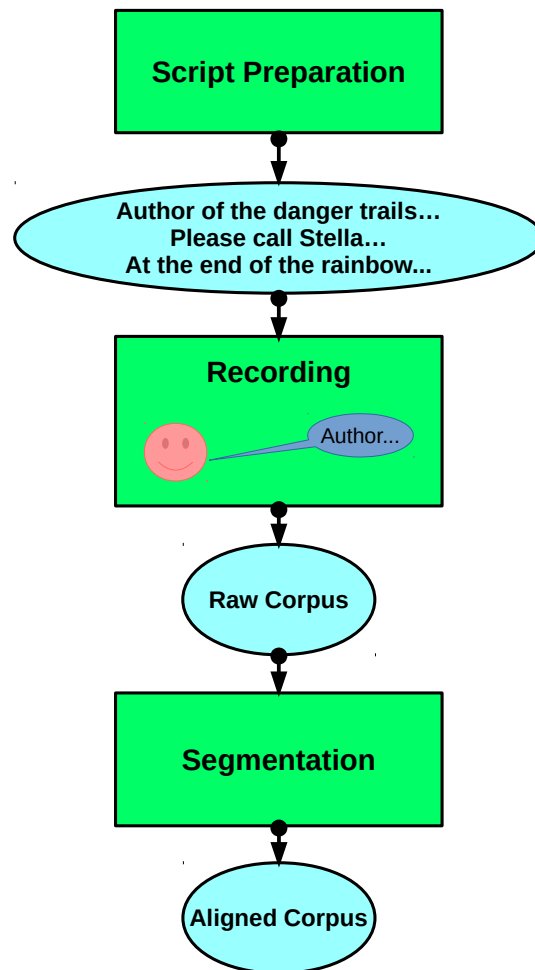 Script Preparation
Author of the danger trails…
Please call Stella…
At the end of the rainbow...
Recording
Author...
Raw Corpus
Segmentation
Aligned Corpus